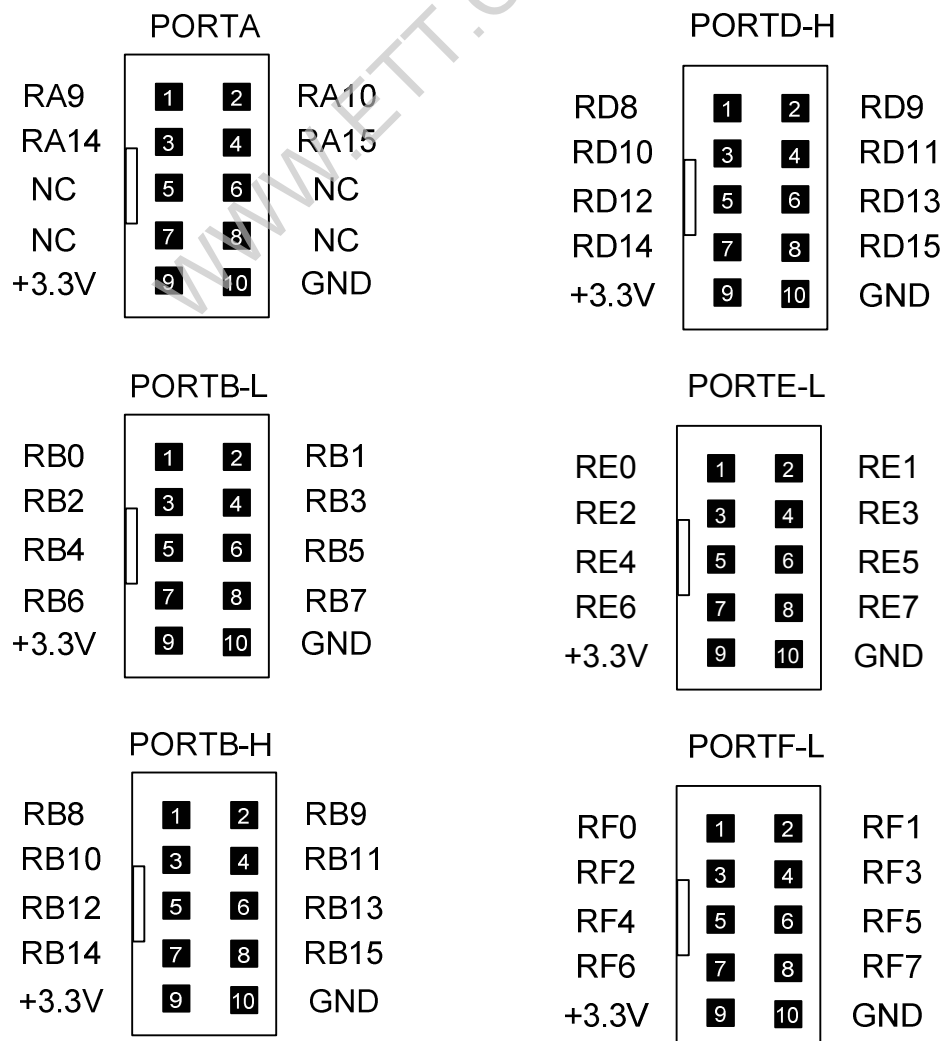 PORTA
RA9 1 2 RA10
RA14 3 4 RA15
NC 5 6 NC
NC 7 8 NC
+3.3V 9 10 GND
PORTD-H
RD8 1 2 RD9
RD10 3 4 RD11
RD12 5 6 RD13
RD14 7 8 RD15
+3.3V 9 10 GND
PORTB-L
RB0 1 2 RB1
RB2 3 4 RB3
RB4 5 6 RB5
RB6 7 8 RB7
+3.3V 9 10 GND
PORTE-L
RE0 1 2 RE1
RE2 3 4 RE3
RE4 5 6 RE5
RE6 7 8 RE7
+3.3V 9 10 GND
PORTB-H
RB8 1 2 RB9
RB10 3 4 RB11
RB12 5 6 RB13
RB14 7 8 RB15
+3.3V 9 10 GND
PORTF-L
RF0 1 2 RF1
RF2 3 4 RF3
RF4 5 6 RF5
RF6 7 8 RF7
+3.3V 9 10 GND
WWW.ETT.C